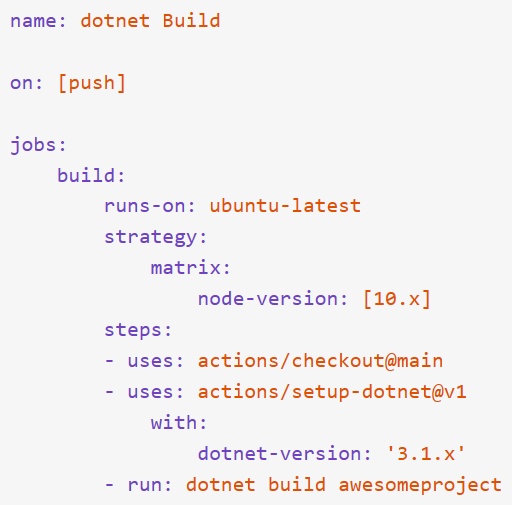 name: dotnet Build
on: [push]
jobs:
    build:
        runs-on: ubuntu-latest
        strategy:
            matrix:
                node-version: [10.x]
        steps:
        - uses: actions/checkout@main
        - uses: actions/setup-dotnet@v1
            with:
                dotnet-version: '3.1.x'
        - run: dotnet build awesomeproject